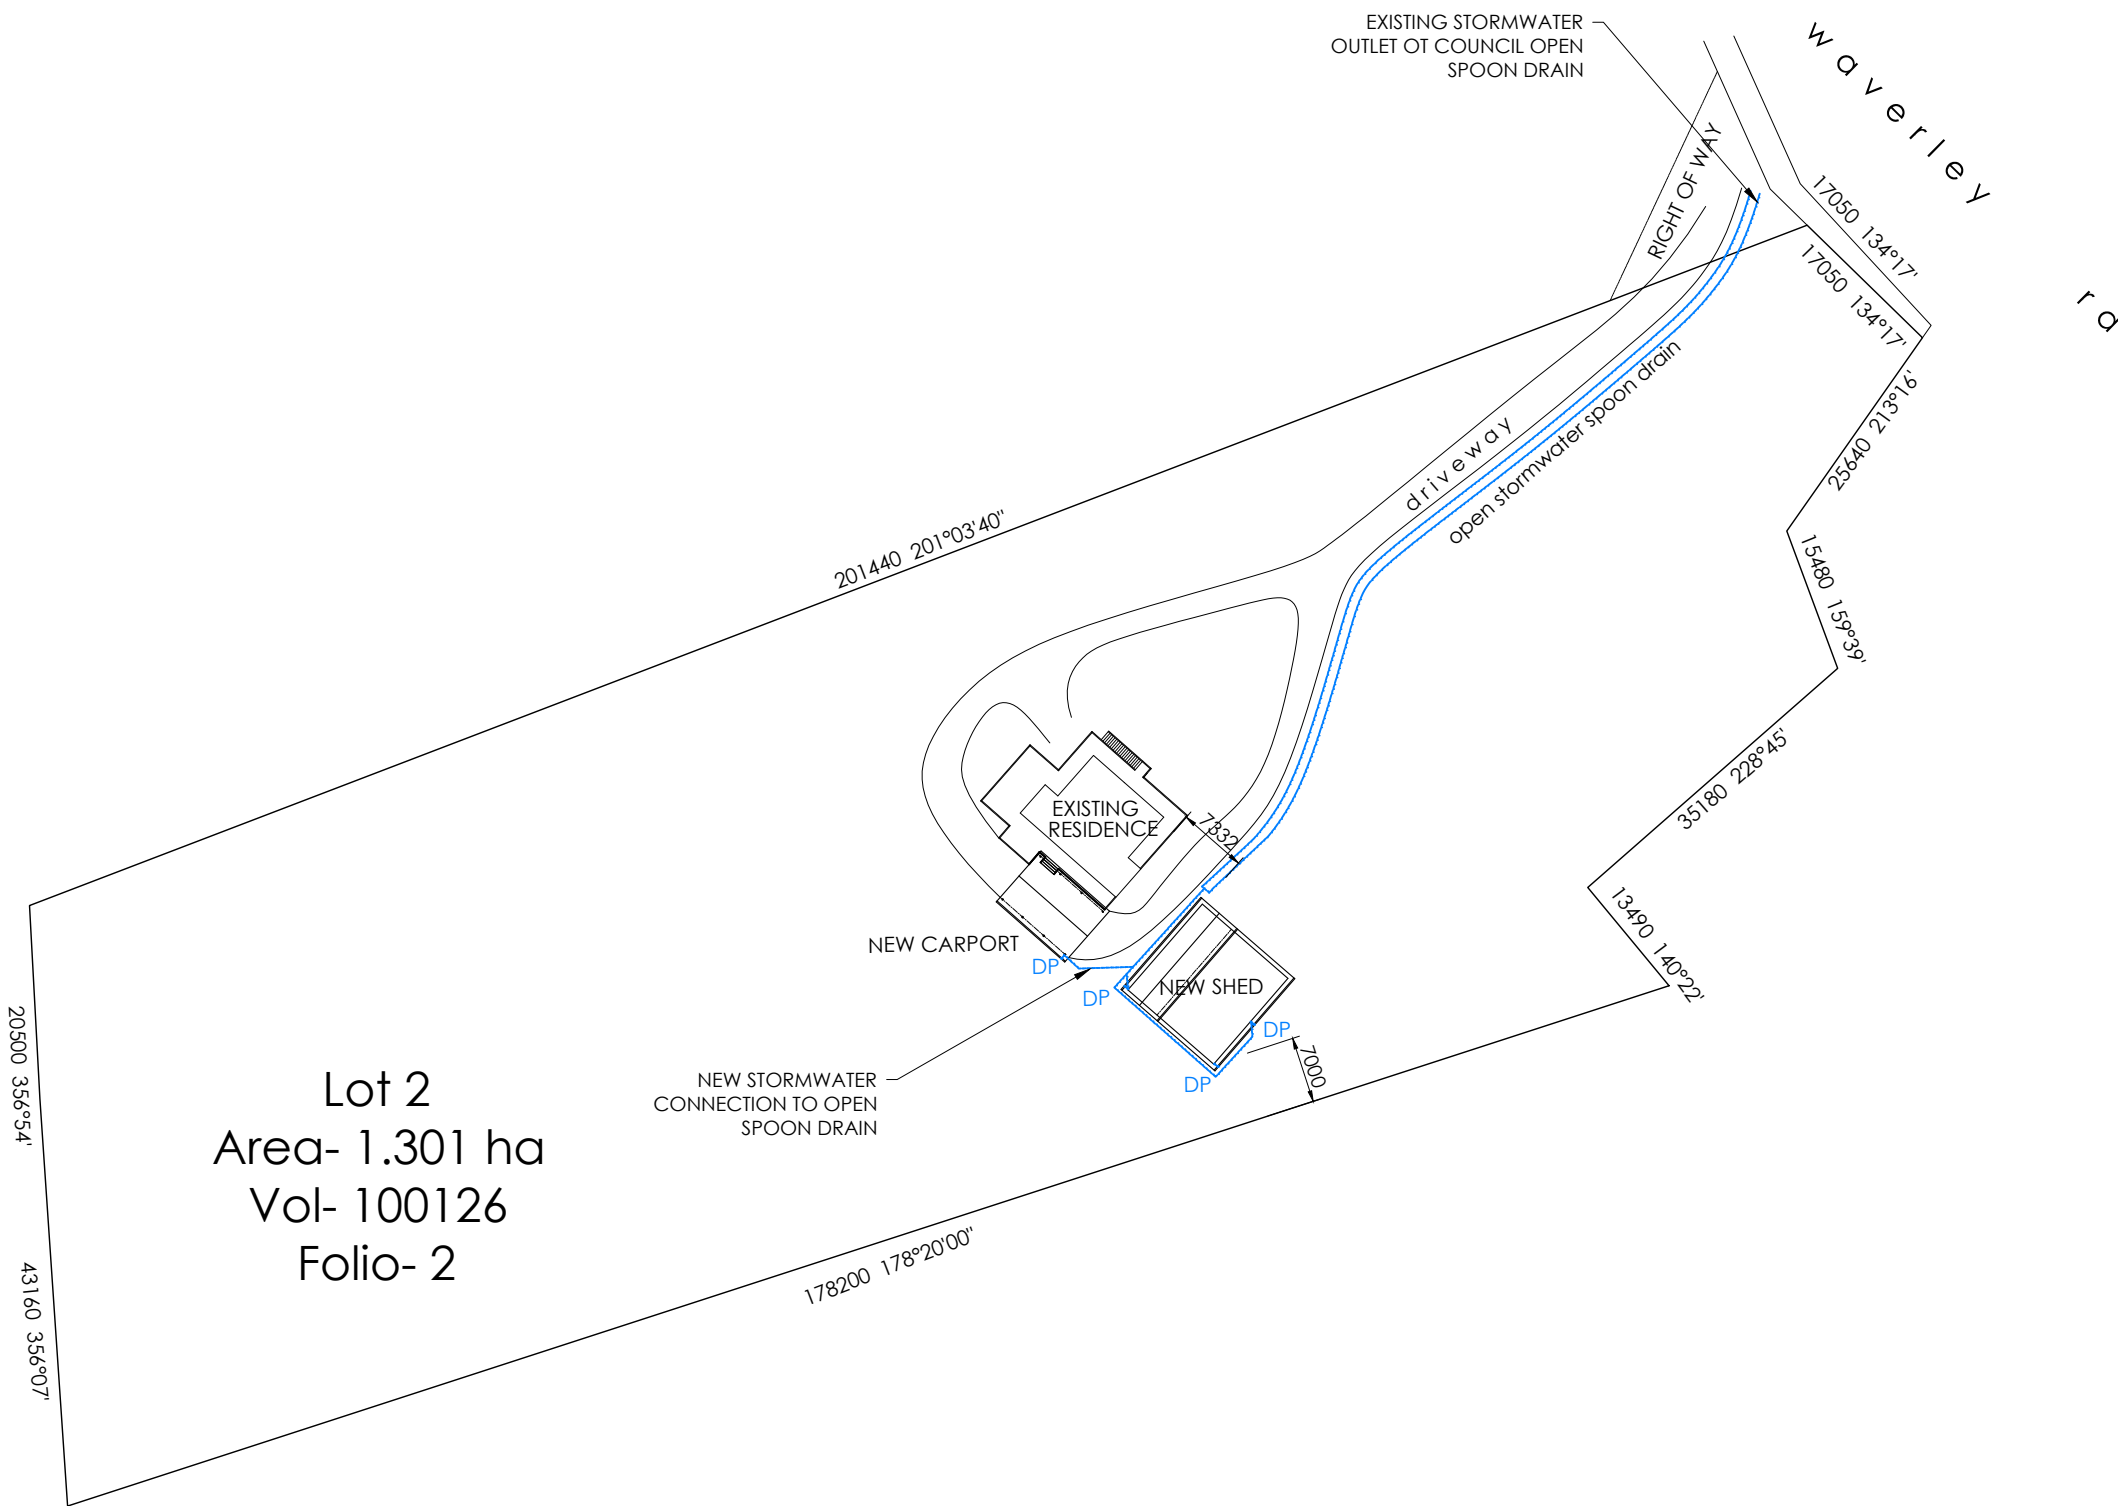 EXISTING STORMWATER
OUTLET OT COUNCIL OPEN
SPOON DRAIN
waverley
rd
RIGHT OF WAY
17050 134°17'
17050 134°17'
25640 213°16'
driveway
open stormwater spoon drain
15480 159°39'
201440 201°03'40"
35180 228°45'
EXISTING
RESIDENCE
7332
13490 140°22'
NEW CARPORT
DP
DP
NEW SHED
DP
DP
7000
NEW STORMWATER
CONNECTION TO OPEN
SPOON DRAIN
20500 356°54'
Lot 2
Area- 1.301 ha
Vol- 100126
Folio- 2
178200 178°20'00"
43160 356°07'